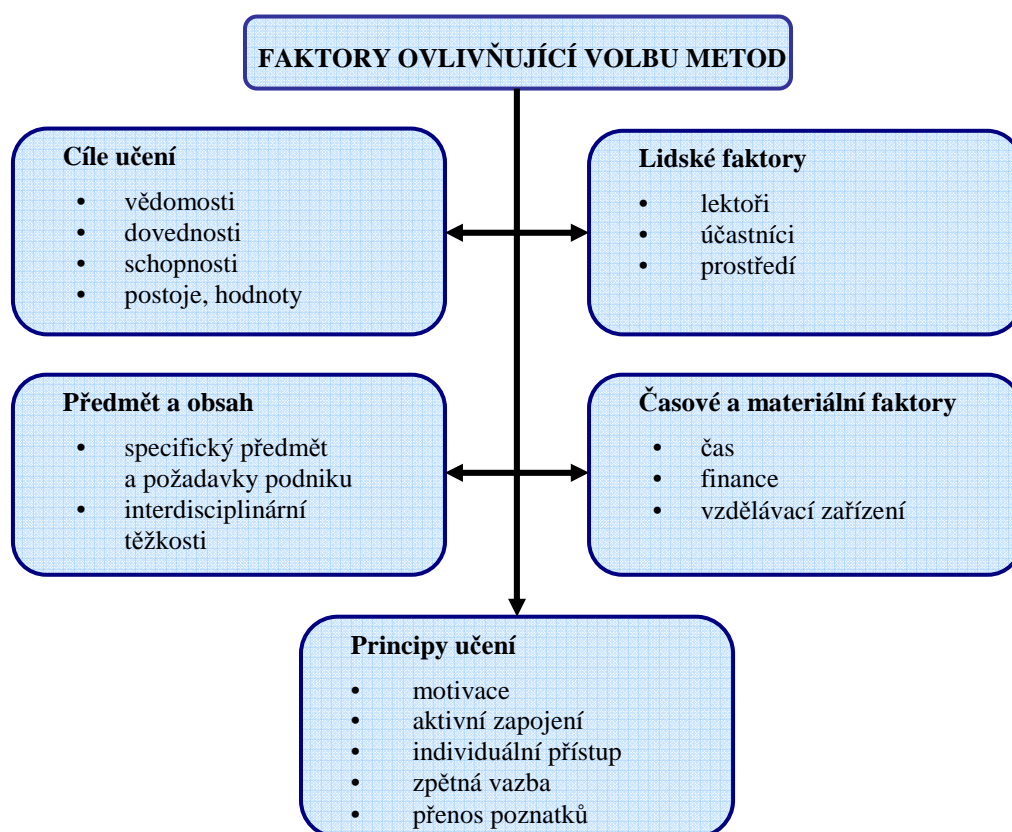 FAKTORY OVLIVŇUJÍCÍ VOLBU METOD
Cíle učení
• vědomosti
• dovednosti
• schopnosti
• postoje, hodnoty
Lidské faktory
• lektoři
• účastníci
• prostředí
Předmět a obsah
• specifický předmět
a požadavky podniku
• interdisciplinární
těžkosti
Časové a materiální faktory
• čas
• finance
• vzdělávací zařízení
Principy učení
• motivace
• aktivní zapojení
• individuální přístup
• zpětná vazba
• přenos poznatků